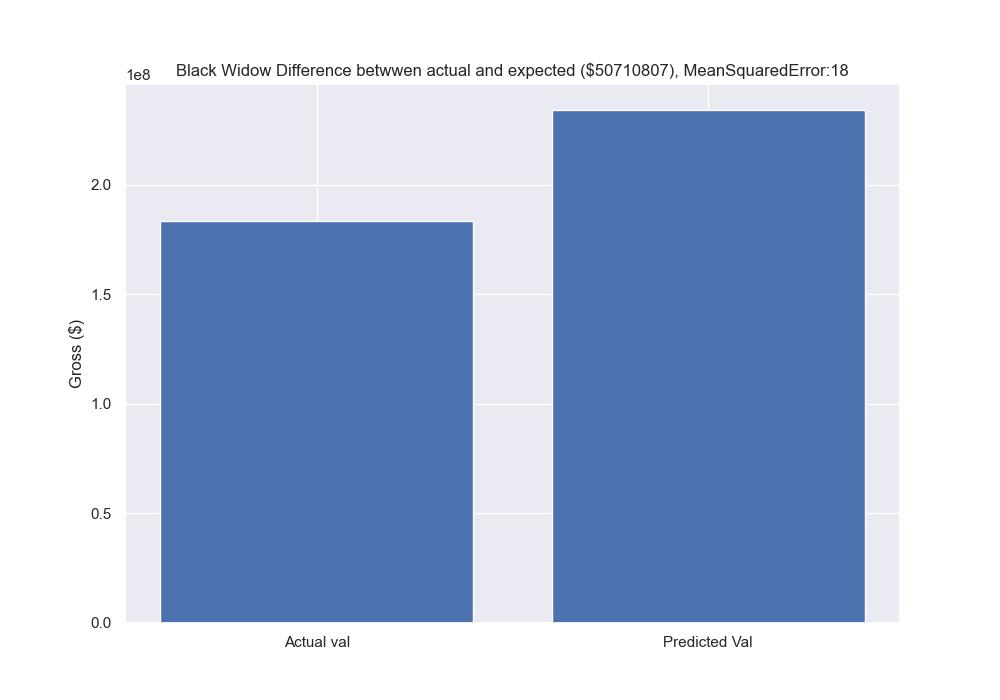 Black Widow Difference betwwen actual and expected ($50710807), MeanSquaredError:18
1e8
2.0
1.5
1.0
0.5
0.0
Gross ($)
Actual val
Predicted Val